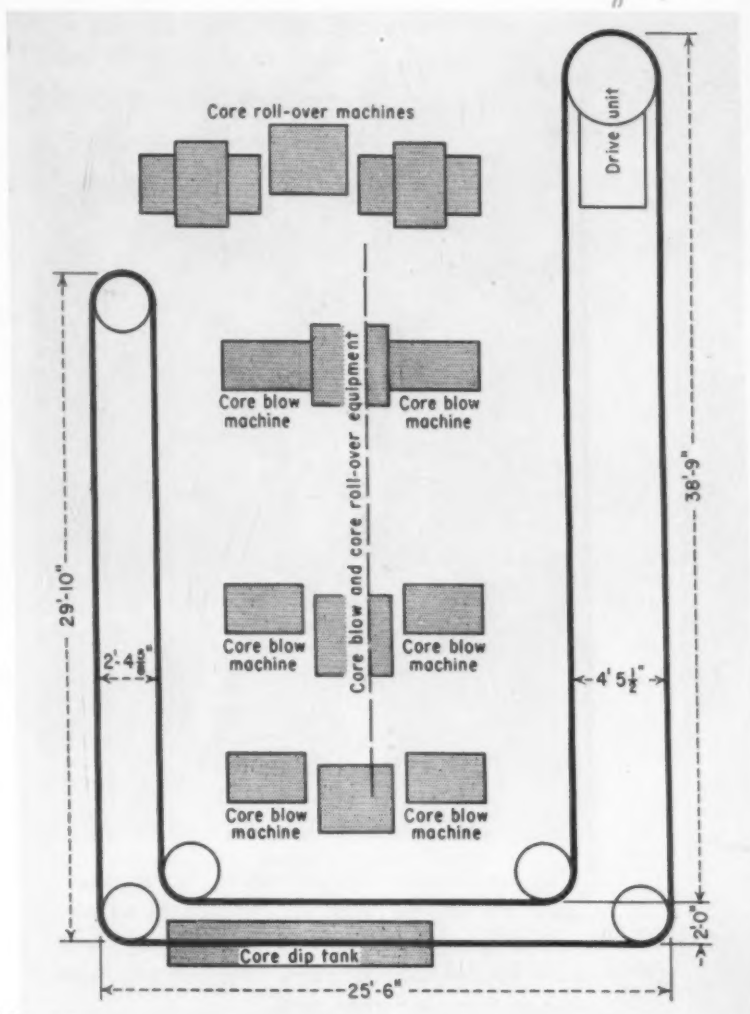 Core roll-over machines
Drive unit
Core blow and core roll-over equipment
Core blow
machine
Core blow
machine
38'-9"
29'-10"
Core blow
machine
Core blow
machine
4' 5½"
Core blow
machine
Core blow
machine
2'-0"
Core dip tank
25'-6"